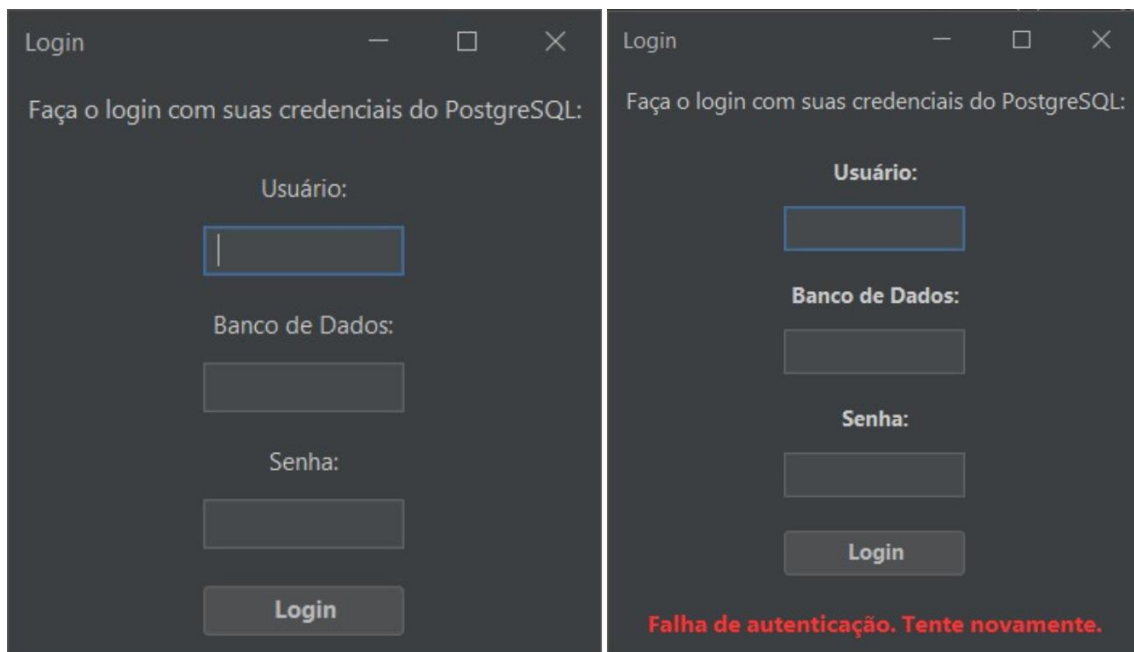 Login
Faça o login com suas credenciais do PostgreSQL:
Usuário:
Banco de Dados:
Senha:
Login
Login
Faça o login com suas credenciais do PostgreSQL:
Usuário:
Banco de Dados:
Senha:
Login
Falha de autenticação. Tente novamente.